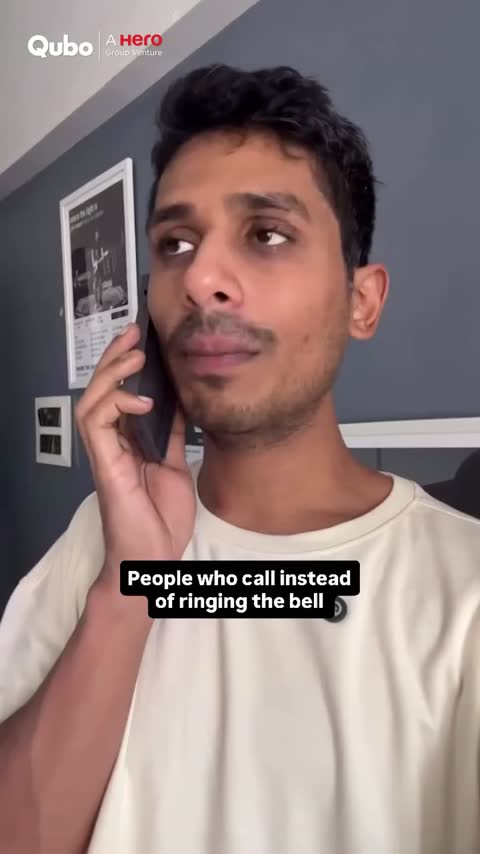 Qubo
A HERO
Group Venture
People who call instead
of ringing the bell